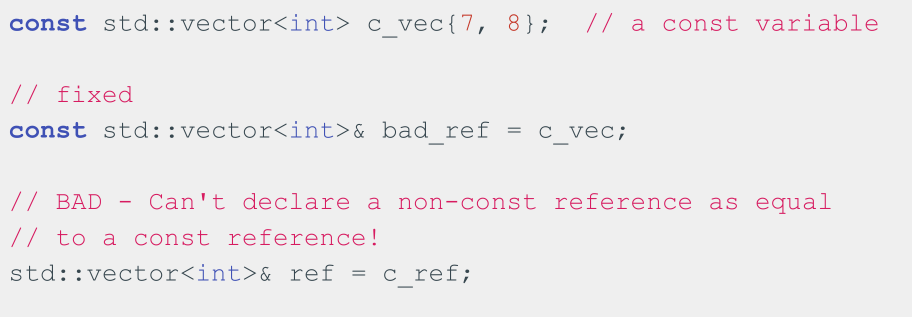 const std::vector<int> c_vec{7, 8};  // a const variable
// fixed
const std::vector<int>& bad_ref = c_vec;
// BAD - Can't declare a non-const reference as equal
// to a const reference!
std::vector<int>& ref = c_ref;